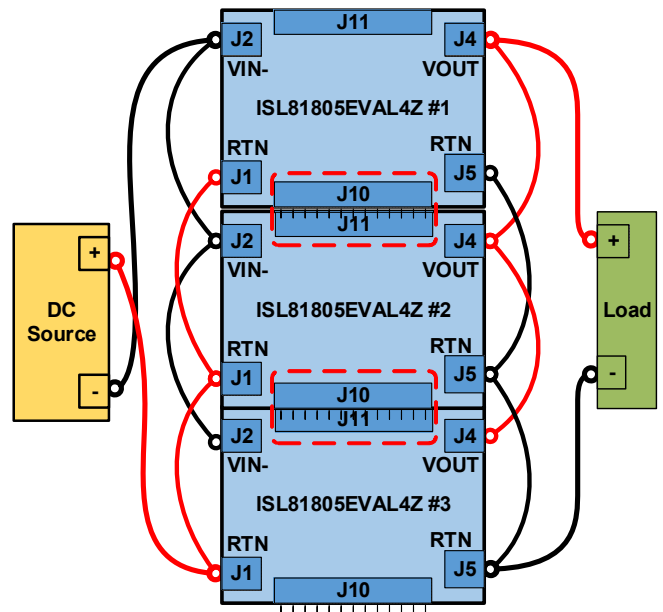 J11
J2
J4
VIN-
VOUT
ISL81805EVAL4Z #1
RTN
RTN
J1
J5
J10
J11
J2
J4
VIN-
VOUT
+
+
DC
Source
ISL81805EVAL4Z #2
Load
RTN
RTN
J1
J5
-
-
J10
J11
J2
J4
VIN-
VOUT
ISL81805EVAL4Z #3
RTN
RTN
J1
J5
J10